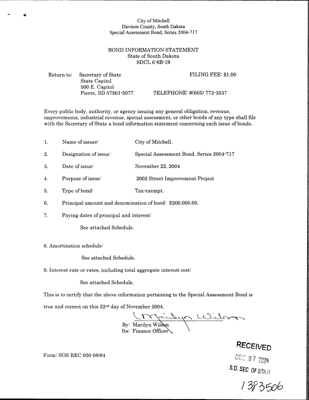 City of Mitchell
Davison County, South Dakota
Special Assessment Bond, Series 2004-717
BOND INFORMATION STATEMENT
State of South Dakota
SDCL 6-8B-19
Return to: Secretary of State FILING FEE: $1.00
State Capitol
500 E. Capitol
Pierre, SD 57501-5077 TELEPHONE: #(605) 773-3537
Every public body, authority, or agency issuing any general obligation, revenue,
improvements, industrial revenue, special assessment, or other bonds of any type shall file
with the Secretary of State a bond information statement concerning each issue of bonds.
1. Name of issuer: City of Mitchell.
2. Designation of issue: Special Assessment Bond, Series 2004-717
3. Date of issue: November 22, 2004
4. Purpose of issue: 2003 Street Improvement Project
5. Type of bond: Tax-exempt.
6. Principal amount and denomination of bond: $200,000.00.
7. Paying dates of principal and interest:
See attached Schedule.
8. Amortization schedule:
See attached Schedule.
9. Interest rate or rates, including total aggregate interest cost:
See attached Schedule.
This is to certify that the above information pertaining to the Special Assessment Bond is
true and correct on this 22nd day of November 2004.
Marilyn Wilson
By: Marilyn Wilson
Its: Finance Officer
RECEIVED
DEC 07 2004
S.D. SEC. OF STATE
Form: SOS REC 050 08/84
1383506